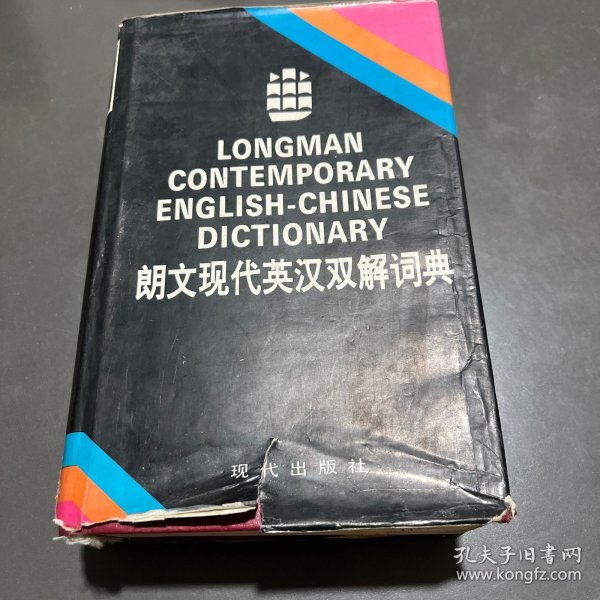 LONGMAN
CONTEMPORARY
ENGLISH-CHINESE
DICTIONARY
朗文现代英汉双解词典
现代出版社
孔夫子旧书网
www.kongfz.com